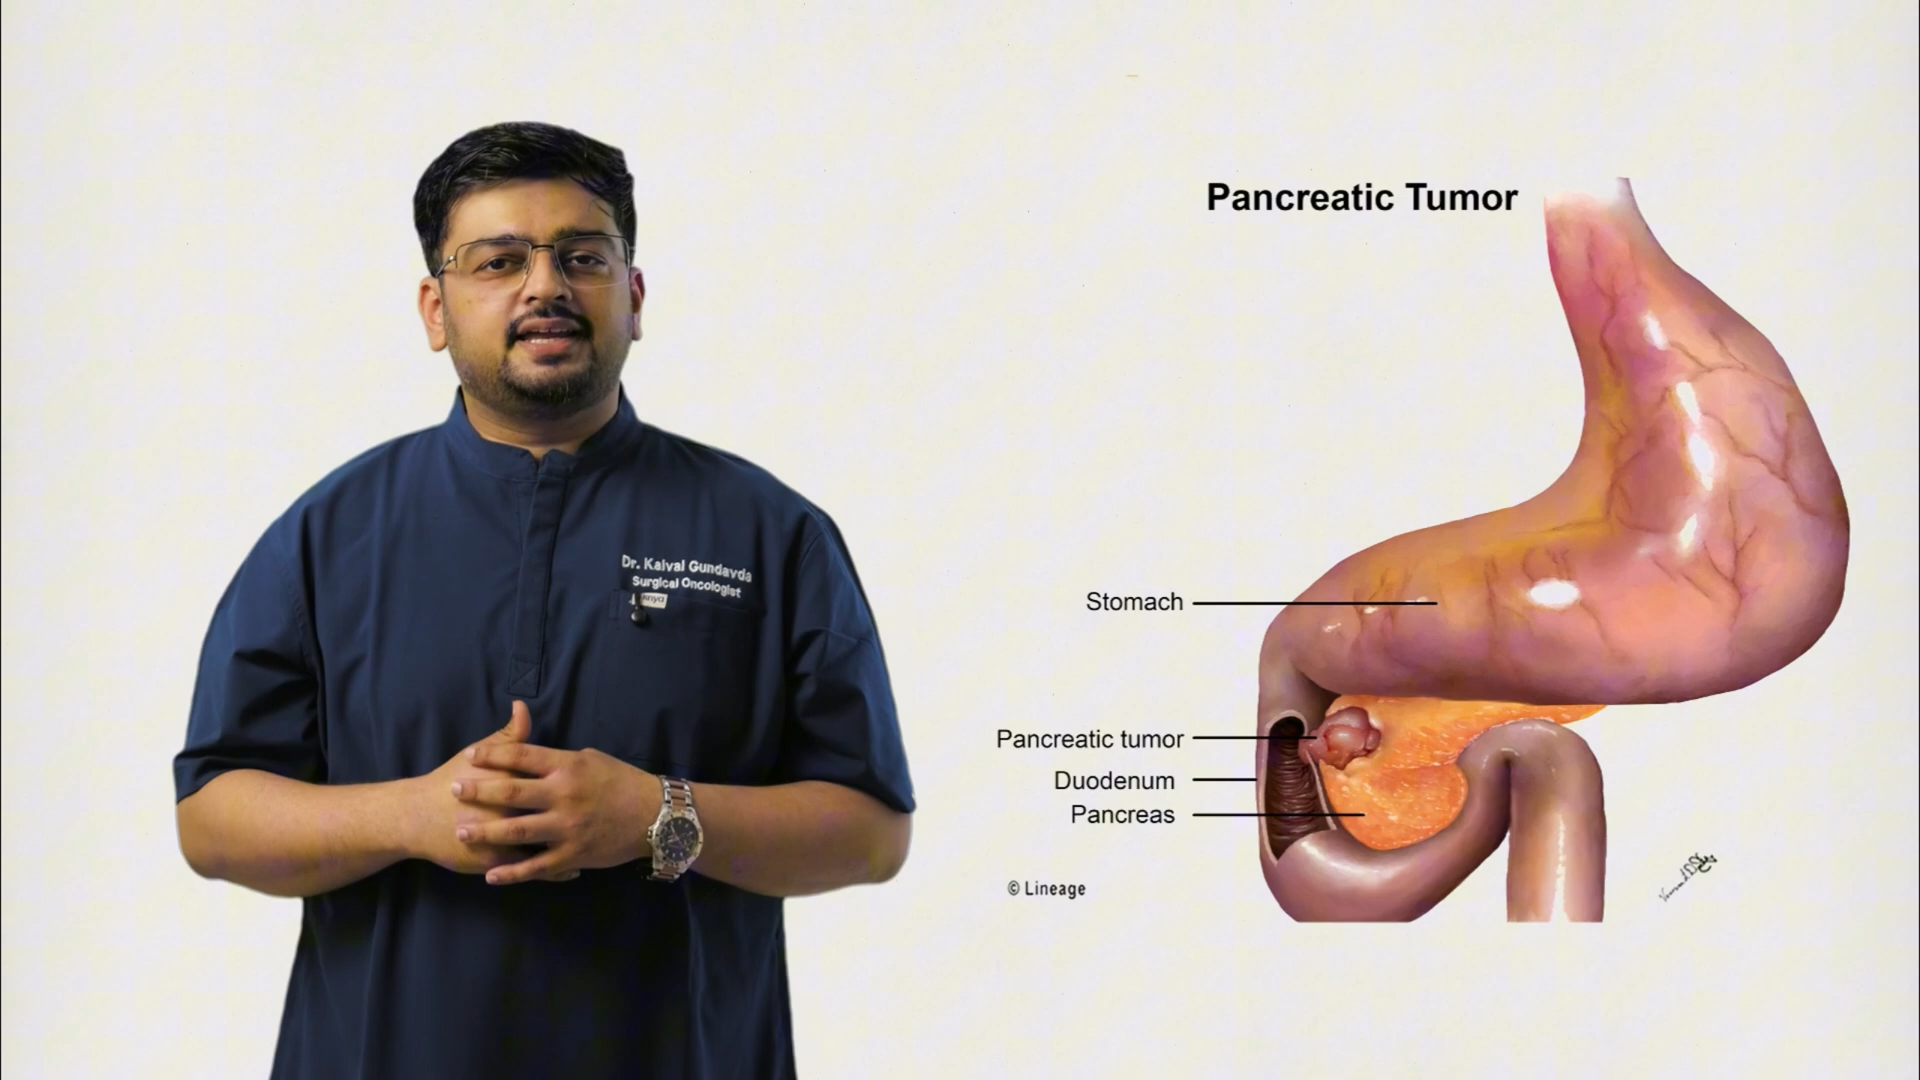 Dr. Kaival Gundavda
Surgical Oncologist
Pancreatic Tumor
Stomach
Pancreatic tumor
Duodenum
Pancreas
© Lineage